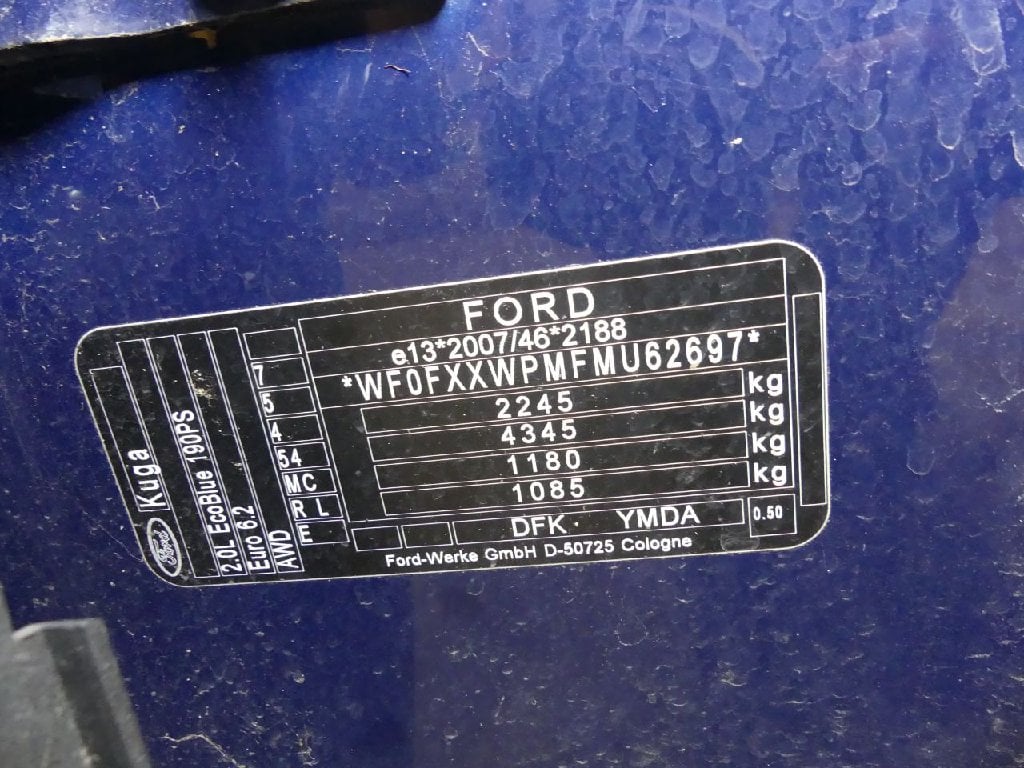 FORD
e13*2007/46*2188
*WF0FXXWPMFMU62697*
2245 kg
4345 kg
1180 kg
1085 kg
DFK· YMDA 0.50
Ford-Werke GmbH D-50725 Cologne
Ford Kuga
2.0L EcoBlue 190PS
Euro 6.2
AWD
7
5
4
54
MC
R L
E